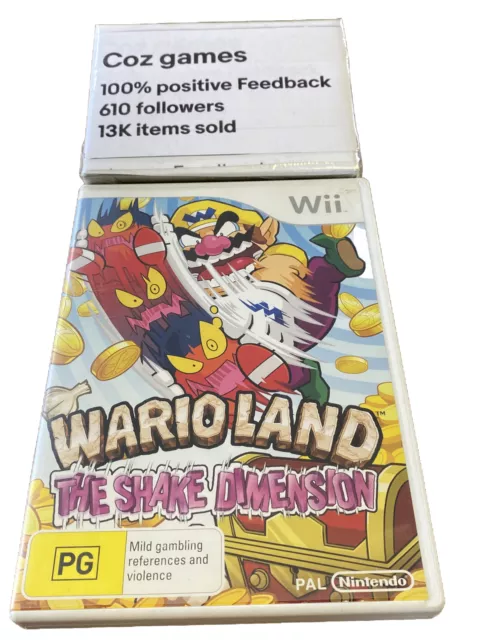 Coz games
100% positive Feedback
610 followers
13K items sold
Wii
WARIO LAND™
THE SHAKE DIMENSION
PG
Mild gambling
references and
violence
PAL Nintendo